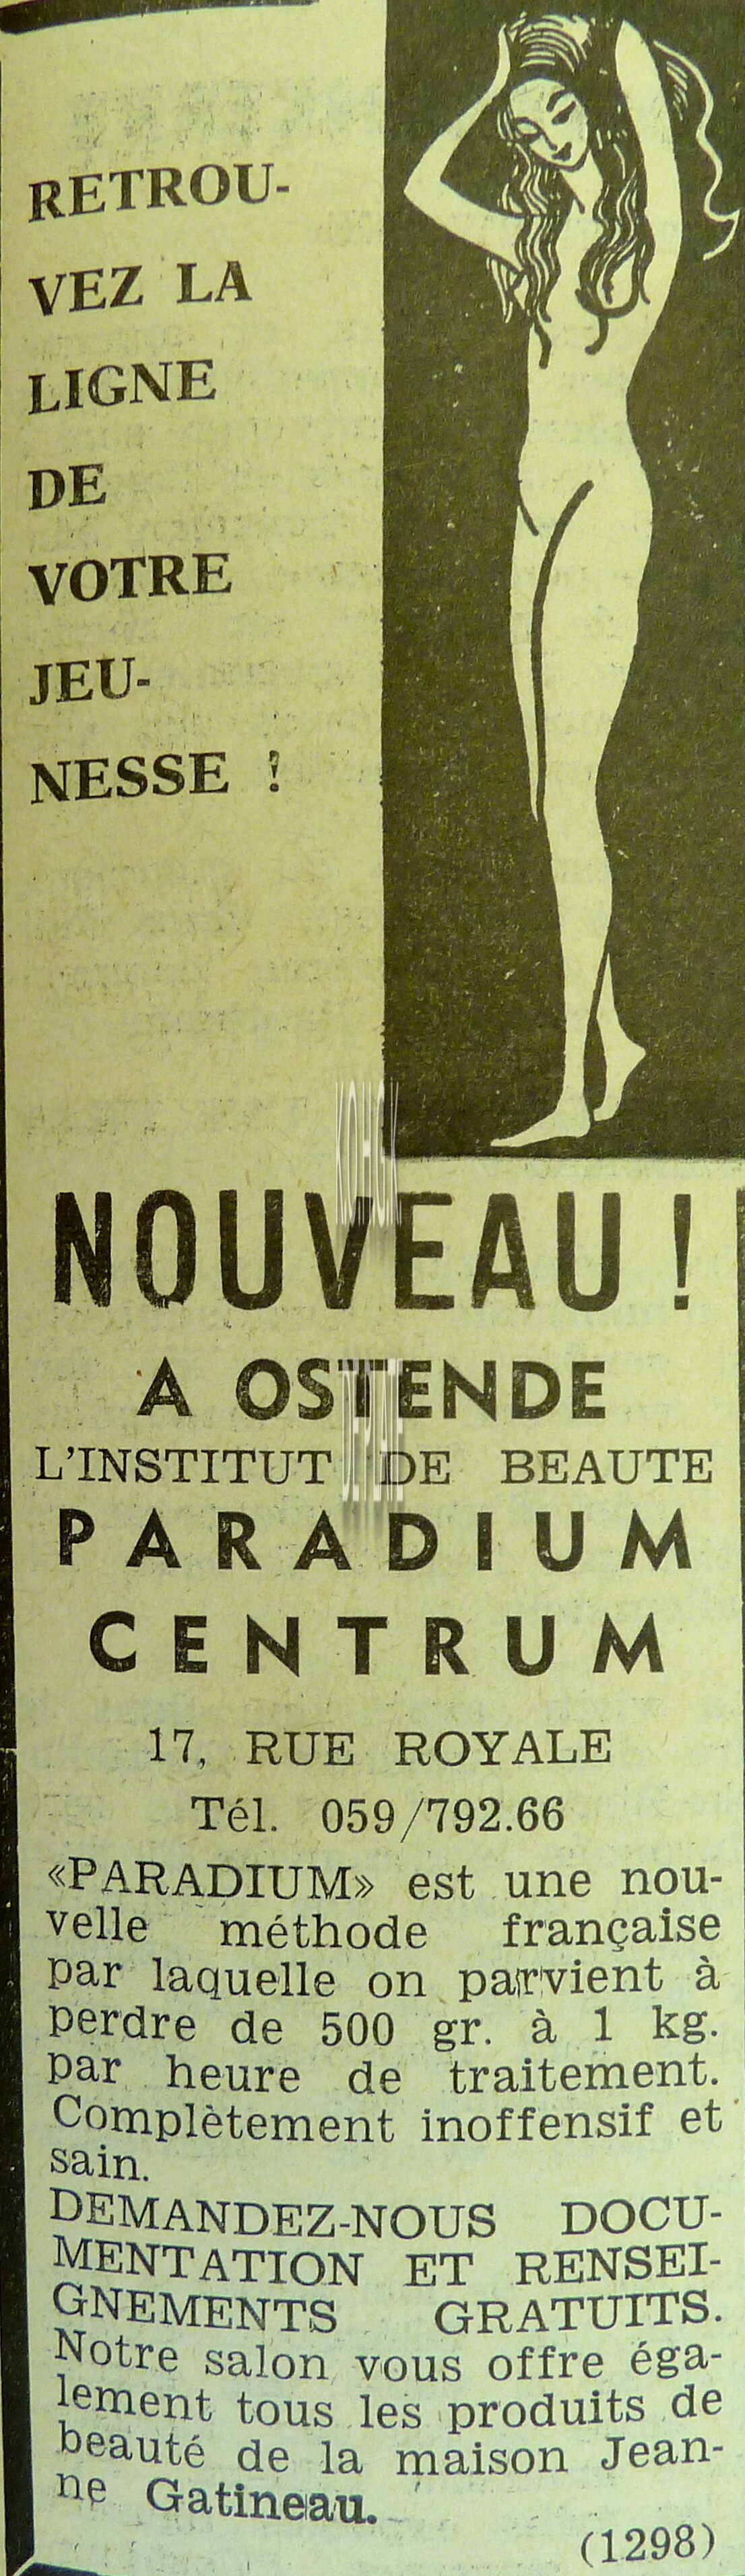 RETROU-
VEZ LA
LIGNE
DE
VOTRE
JEU-
NESSE !
NOUVEAU !
A OSTENDE
L'INSTITUT DE BEAUTE
PARADIUM
CENTRUM
17, RUE ROYALE
Tél. 059/792.66
«PARADIUM» est une nou-
velle méthode française
par laquelle on parvient à
perdre de 500 gr. à 1 kg.
par heure de traitement.
Complètement inoffensif et
sain.
DEMANDEZ-NOUS DOCU-
MENTATION ET RENSEI-
GNEMENTS GRATUITS.
Notre salon vous offre éga-
lement tous les produits de
beauté de la maison Jean-
ne Gatineau.
(1298)